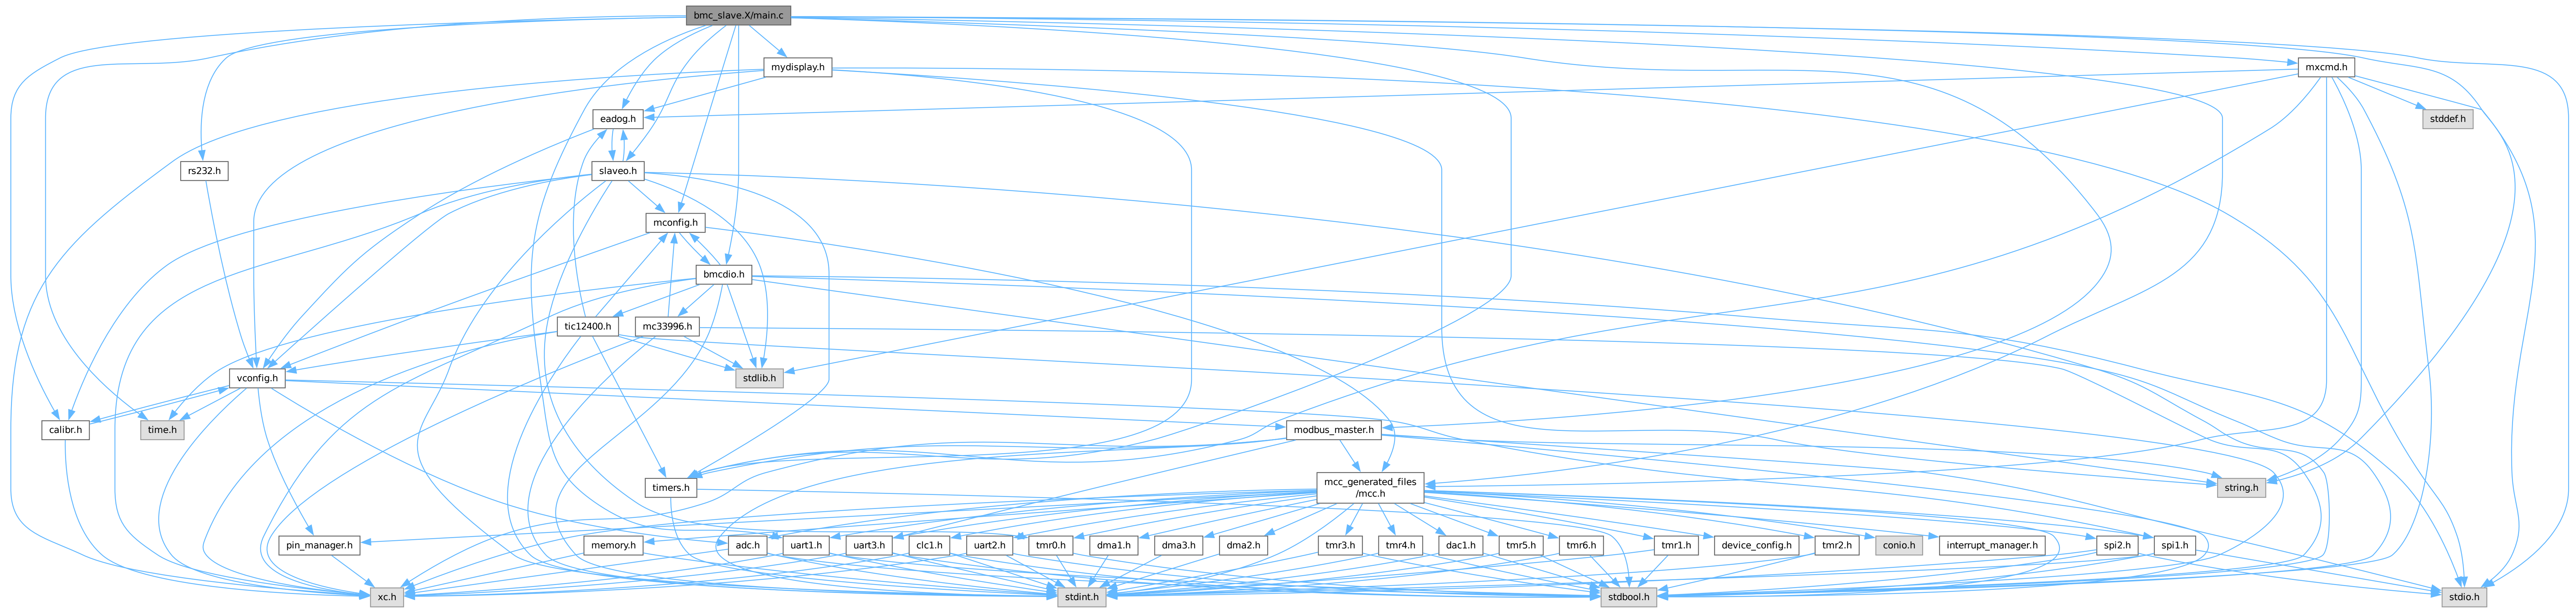 bmc_slave.X/main.c
mydisplay.h
mxcmd.h
eadog.h
stddef.h
rs232.h
slaveo.h
mconfig.h
bmcdio.h
tic12400.h
mc33996.h
vconfig.h
stdlib.h
calibr.h
time.h
modbus_master.h
timers.h
mcc_generated_files
/mcc.h
string.h
pin_manager.h
memory.h
adc.h
uart1.h
uart3.h
clc1.h
uart2.h
tmr0.h
dma1.h
dma3.h
dma2.h
tmr3.h
tmr4.h
dac1.h
tmr5.h
tmr6.h
tmr1.h
device_config.h
tmr2.h
conio.h
interrupt_manager.h
spi2.h
spi1.h
xc.h
stdint.h
stdbool.h
stdio.h